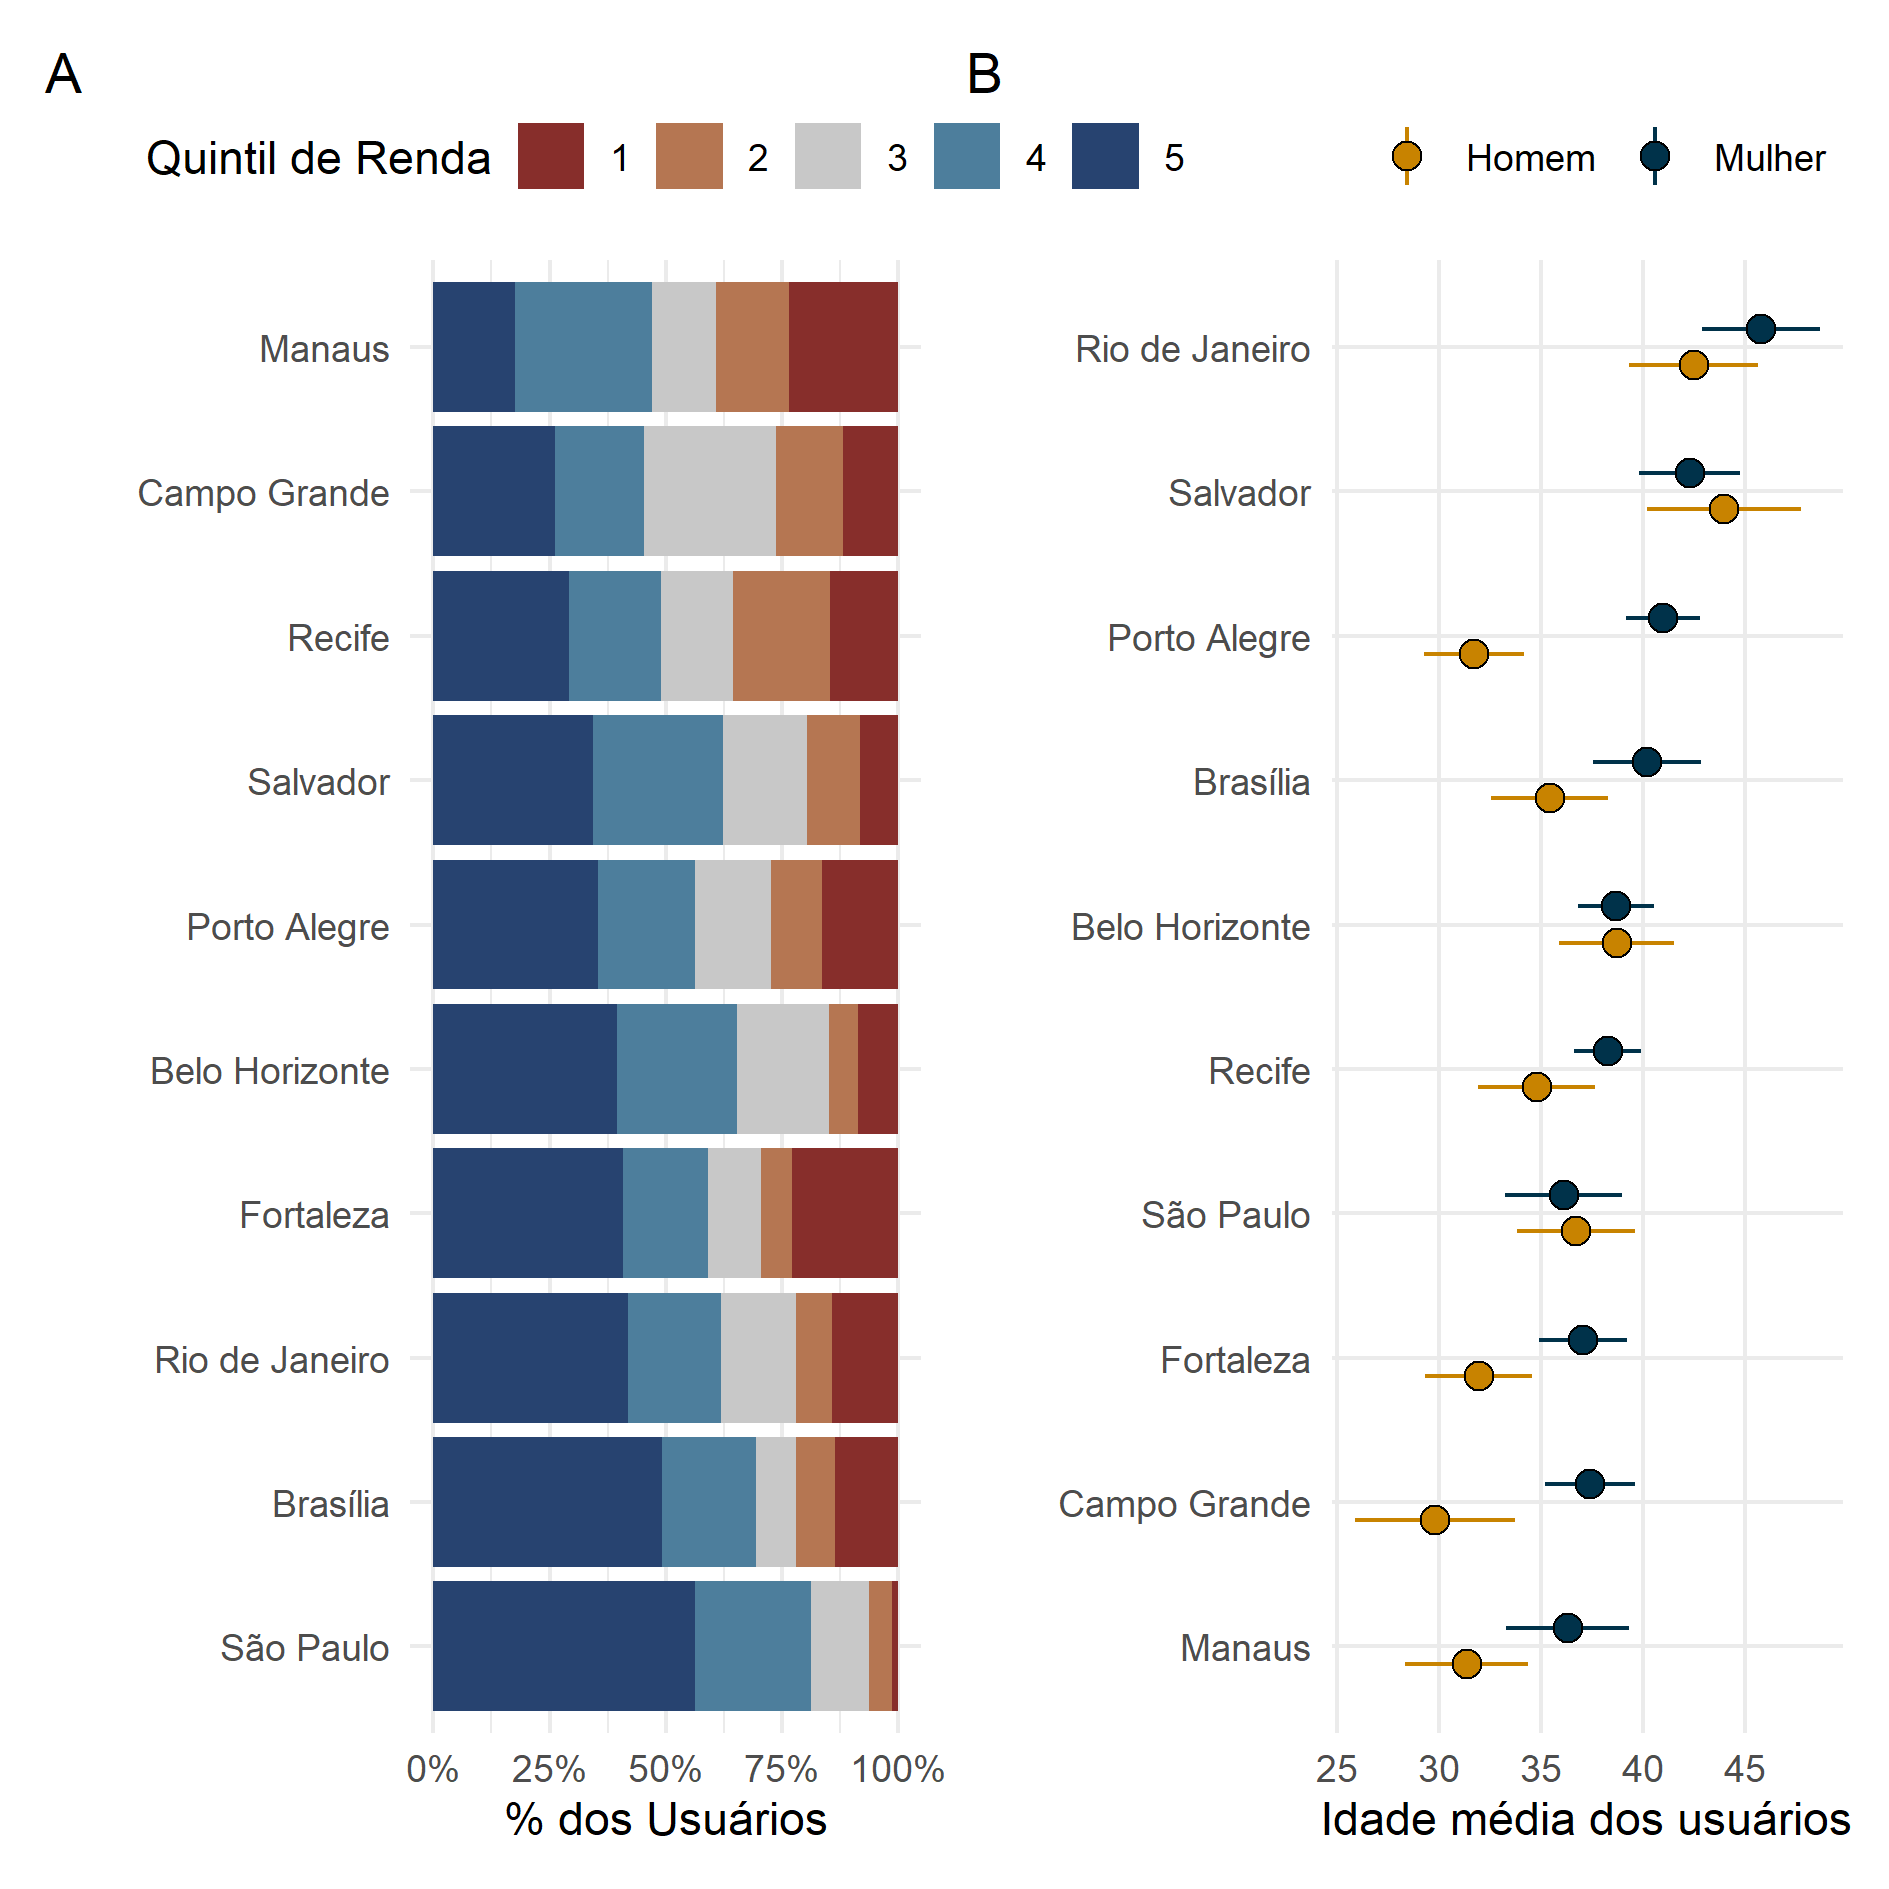 A
Quintil de Renda 1 2 3 4 5
Manaus
Campo Grande
Recife
Salvador
Porto Alegre
Belo Horizonte
Fortaleza
Rio de Janeiro
Brasília
São Paulo
0% 25% 50% 75% 100%
% dos Usuários
B
Homem Mulher
Rio de Janeiro
Salvador
Porto Alegre
Brasília
Belo Horizonte
Recife
São Paulo
Fortaleza
Campo Grande
Manaus
25 30 35 40 45
Idade média dos usuários